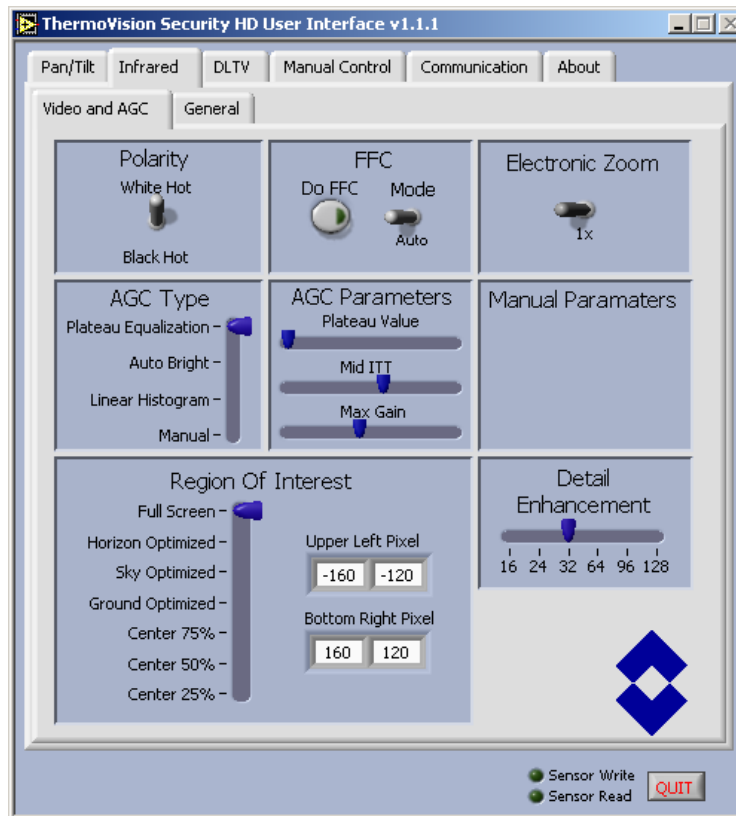 ThermoVision Security HD User Interface v1.1.1
Pan/Tilt Infrared DLTV Manual Control Communication About
Video and AGC General
Polarity
White Hot
Black Hot
FFC
Do FFC Mode
Auto
Electronic Zoom
1x
AGC Type
Plateau Equalization
Auto Bright
Linear Histogram
Manual
AGC Parameters
Plateau Value
Mid ITT
Max Gain
Manual Paramaters
Region Of Interest
Full Screen
Horizon Optimized
Sky Optimized
Ground Optimized
Center 75%
Center 50%
Center 25%
Upper Left Pixel
-160 -120
Bottom Right Pixel
160 120
Detail
Enhancement
16 24 32 64 96 128
Sensor Write
Sensor Read
QUIT